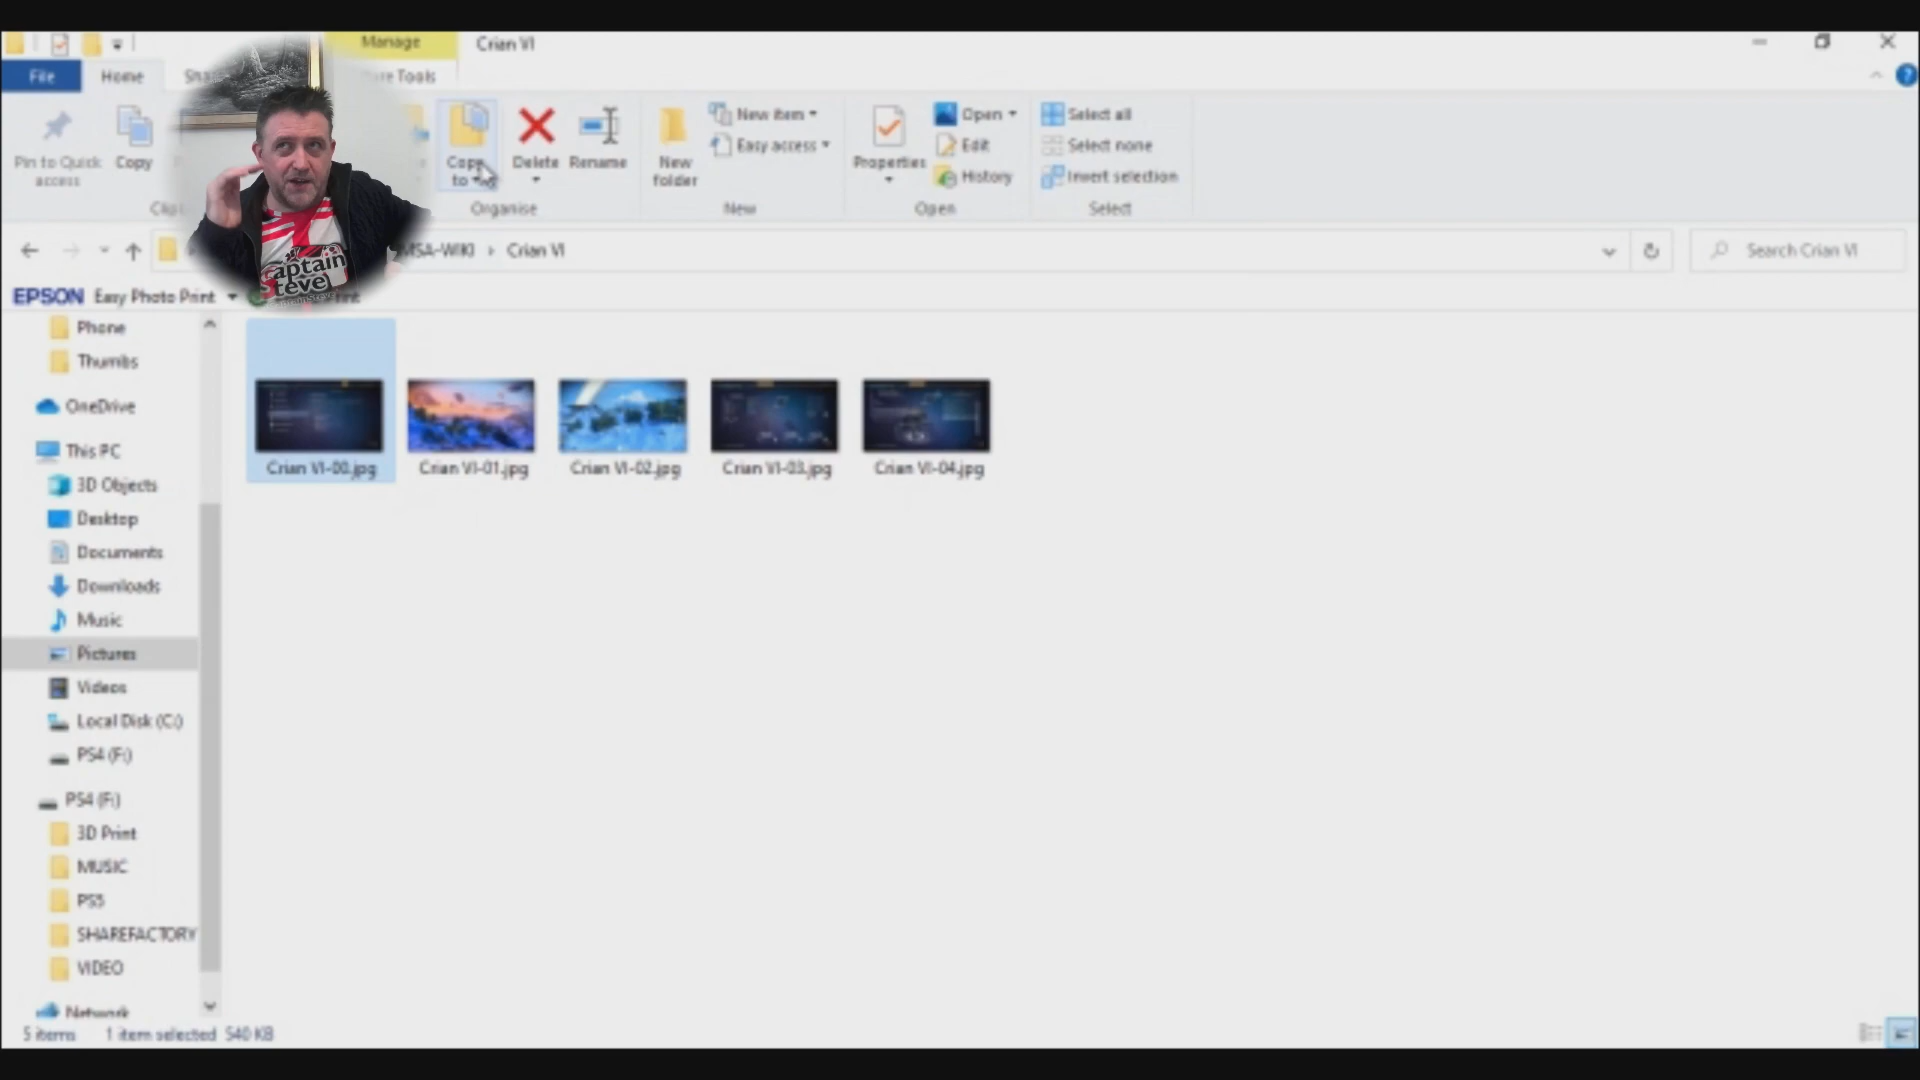 Manage
Crian VI
File
Home
Tools
Pin to Quick access
Copy
Copy to
Delete
Rename
New folder
New item
Easy access
Properties
Open
Edit
History
Select all
Select none
Invert selection
Organise
New
Open
Select
MSA-WIKI > Crian VI
Search Crian VI
EPSON Easy Photo Print
Captain
Steve
Phone
Thumbs
OneDrive
This PC
3D Objects
Desktop
Documents
Downloads
Music
Pictures
Videos
Local Disk (C:)
PS4 (F:)
PS4 (F:)
3D Print
MUSIC
PS5
SHAREFACTORY
VIDEO
Network
Crian VI-00.jpg
Crian VI-01.jpg
Crian VI-02.jpg
Crian VI-03.jpg
Crian VI-04.jpg
5 items
1 item selected 540 KB